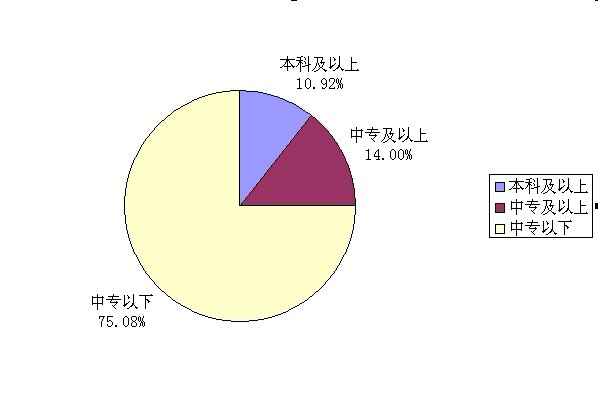 本科及以上
10.92%
中专及以上
14.00%
中专以下
75.08%
本科及以上
中专及以上
中专以下